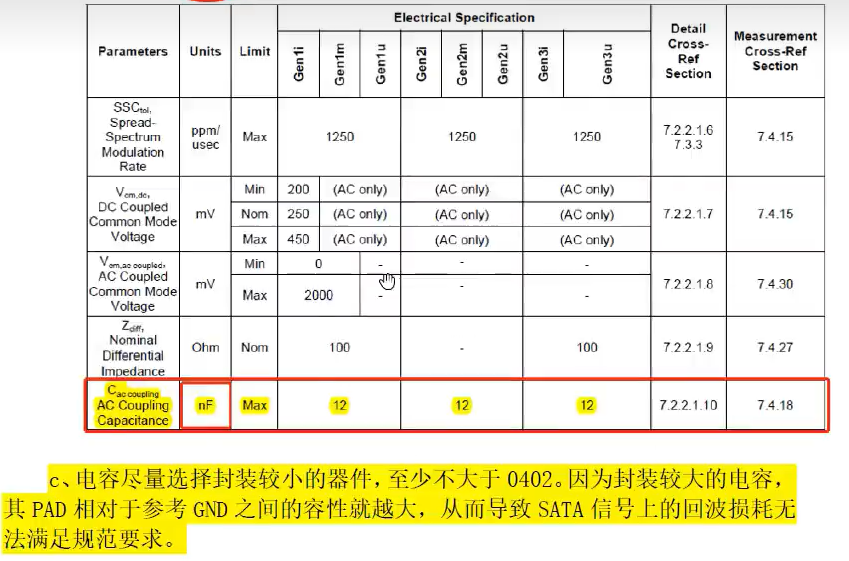 Electrical Specification
Parameters Units Limit Gen1i Gen1m Gen1u Gen2i Gen2m Gen2u Gen3i Gen3u Detail Cross-Ref Section Measurement Cross-Ref Section
SSCtol, Spread-Spectrum Modulation Rate ppm/usec Max 1250 1250 1250 7.2.2.1.6 7.3.3 7.4.15
Vcm,dc, DC Coupled Common Mode Voltage mV Min 200 (AC only) (AC only) (AC only) 7.2.2.1.7 7.4.15
Nom 250 (AC only) (AC only) (AC only)
Max 450 (AC only) (AC only) (AC only)
Vcm,ac coupled, AC Coupled Common Mode Voltage mV Min 0 - - - 7.2.2.1.8 7.4.30
Max 2000 - - -
Zdiff, Nominal Differential Impedance Ohm Nom 100 - 100 7.2.2.1.9 7.4.27
Cac coupling AC Coupling Capacitance nF Max 12 12 12 7.2.2.1.10 7.4.18
c、电容尽量选择封装较小的器件,至少不大于 0402。因为封装较大的电容,
其 PAD 相对于参考 GND 之间的容性就越大,从而导致 SATA 信号上的回波损耗无
法满足规范要求。